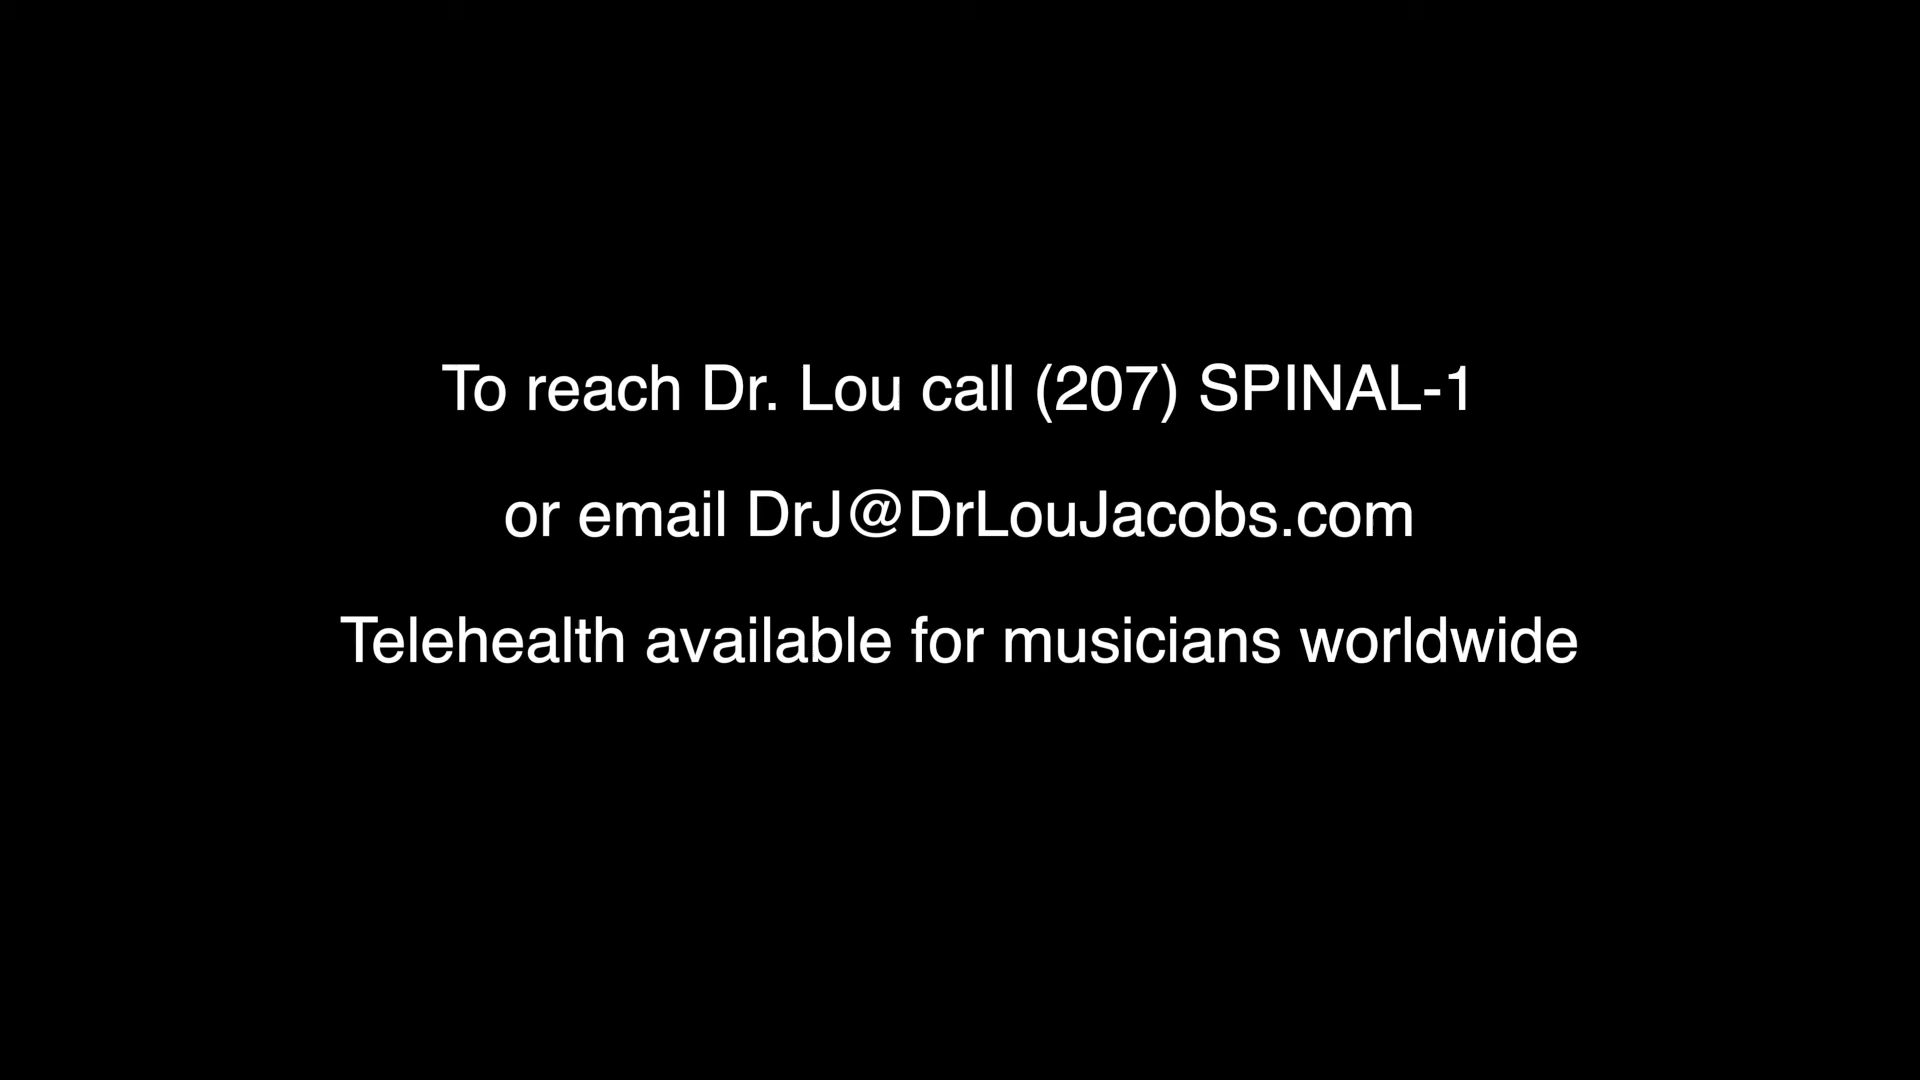 To reach Dr. Lou call (207) SPINAL-1
or email DrJ@DrLouJacobs.com
Telehealth available for musicians worldwide